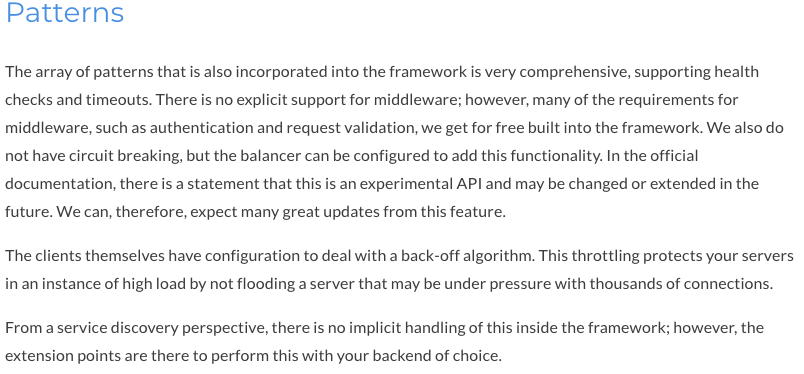 Patterns
The array of patterns that is also incorporated into the framework is very comprehensive, supporting health
checks and timeouts. There is no explicit support for middleware; however, many of the requirements for
middleware, such as authentication and request validation, we get for free built into the framework. We also do
not have circuit breaking, but the balancer can be configured to add this functionality. In the official
documentation, there is a statement that this is an experimental API and may be changed or extended in the
future. We can, therefore, expect many great updates from this feature.
The clients themselves have configuration to deal with a back-off algorithm. This throttling protects your servers
in an instance of high load by not flooding a server that may be under pressure with thousands of connections.
From a service discovery perspective, there is no implicit handling of this inside the framework; however, the
extension points are there to perform this with your backend of choice.